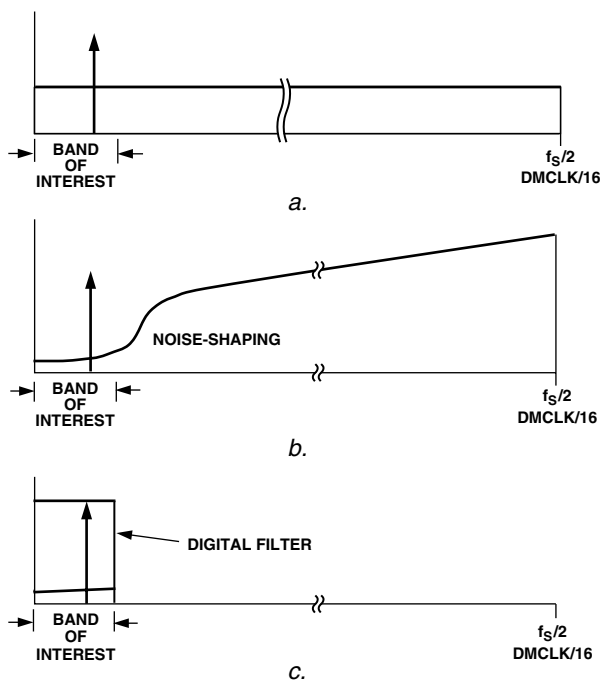 BAND
OF
INTEREST
fS/2
DMCLK/16
a.
NOISE-SHAPING
BAND
OF
INTEREST
fS/2
DMCLK/16
b.
DIGITAL FILTER
BAND
OF
INTEREST
fS/2
DMCLK/16
c.